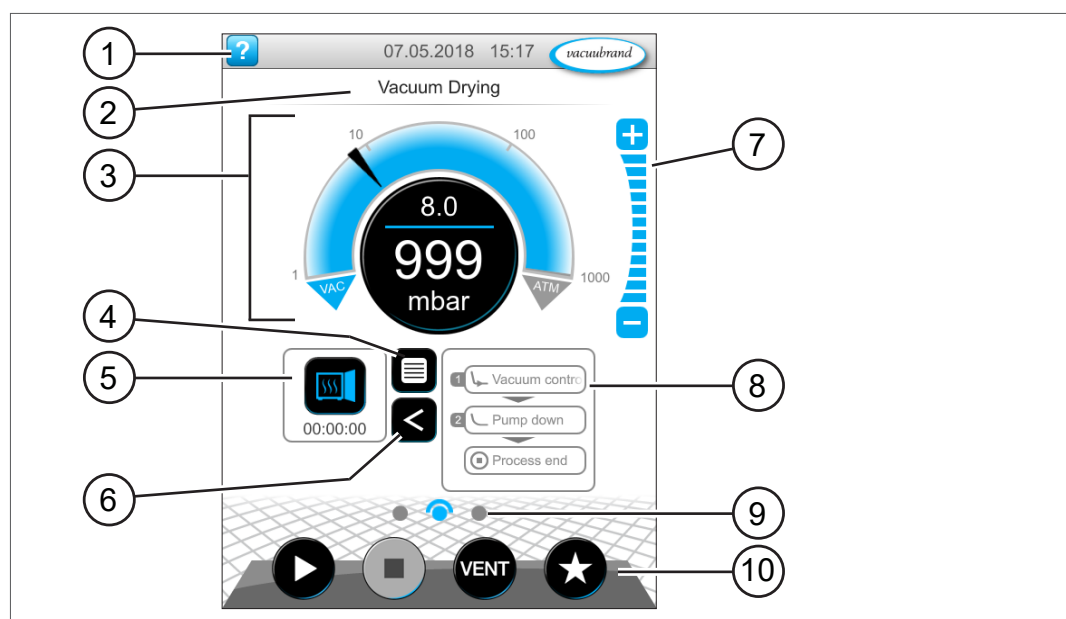 1
?
07.05.2018 15:17
vacuubrand
2
Vacuum Drying
3
10
100
7
8.0
999
mbar
1
VAC
ATM
1000
4
5
00:00:00
6
1 Vacuum contro
2 Pump down
Process end
8
9
VENT
10